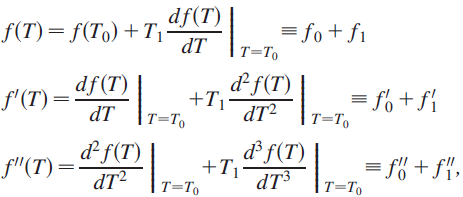 f(T) = f(T₀) + T₁ df(T)/dT |_{T=T₀} ≡ f₀ + f₁
f′(T) = df(T)/dT |_{T=T₀} +T₁ d²f(T)/dT² |_{T=T₀} ≡ f′₀ + f′₁
f″(T) = d²f(T)/dT² |_{T=T₀} +T₁ d³f(T)/dT³ |_{T=T₀} ≡ f″₀ + f″₁,